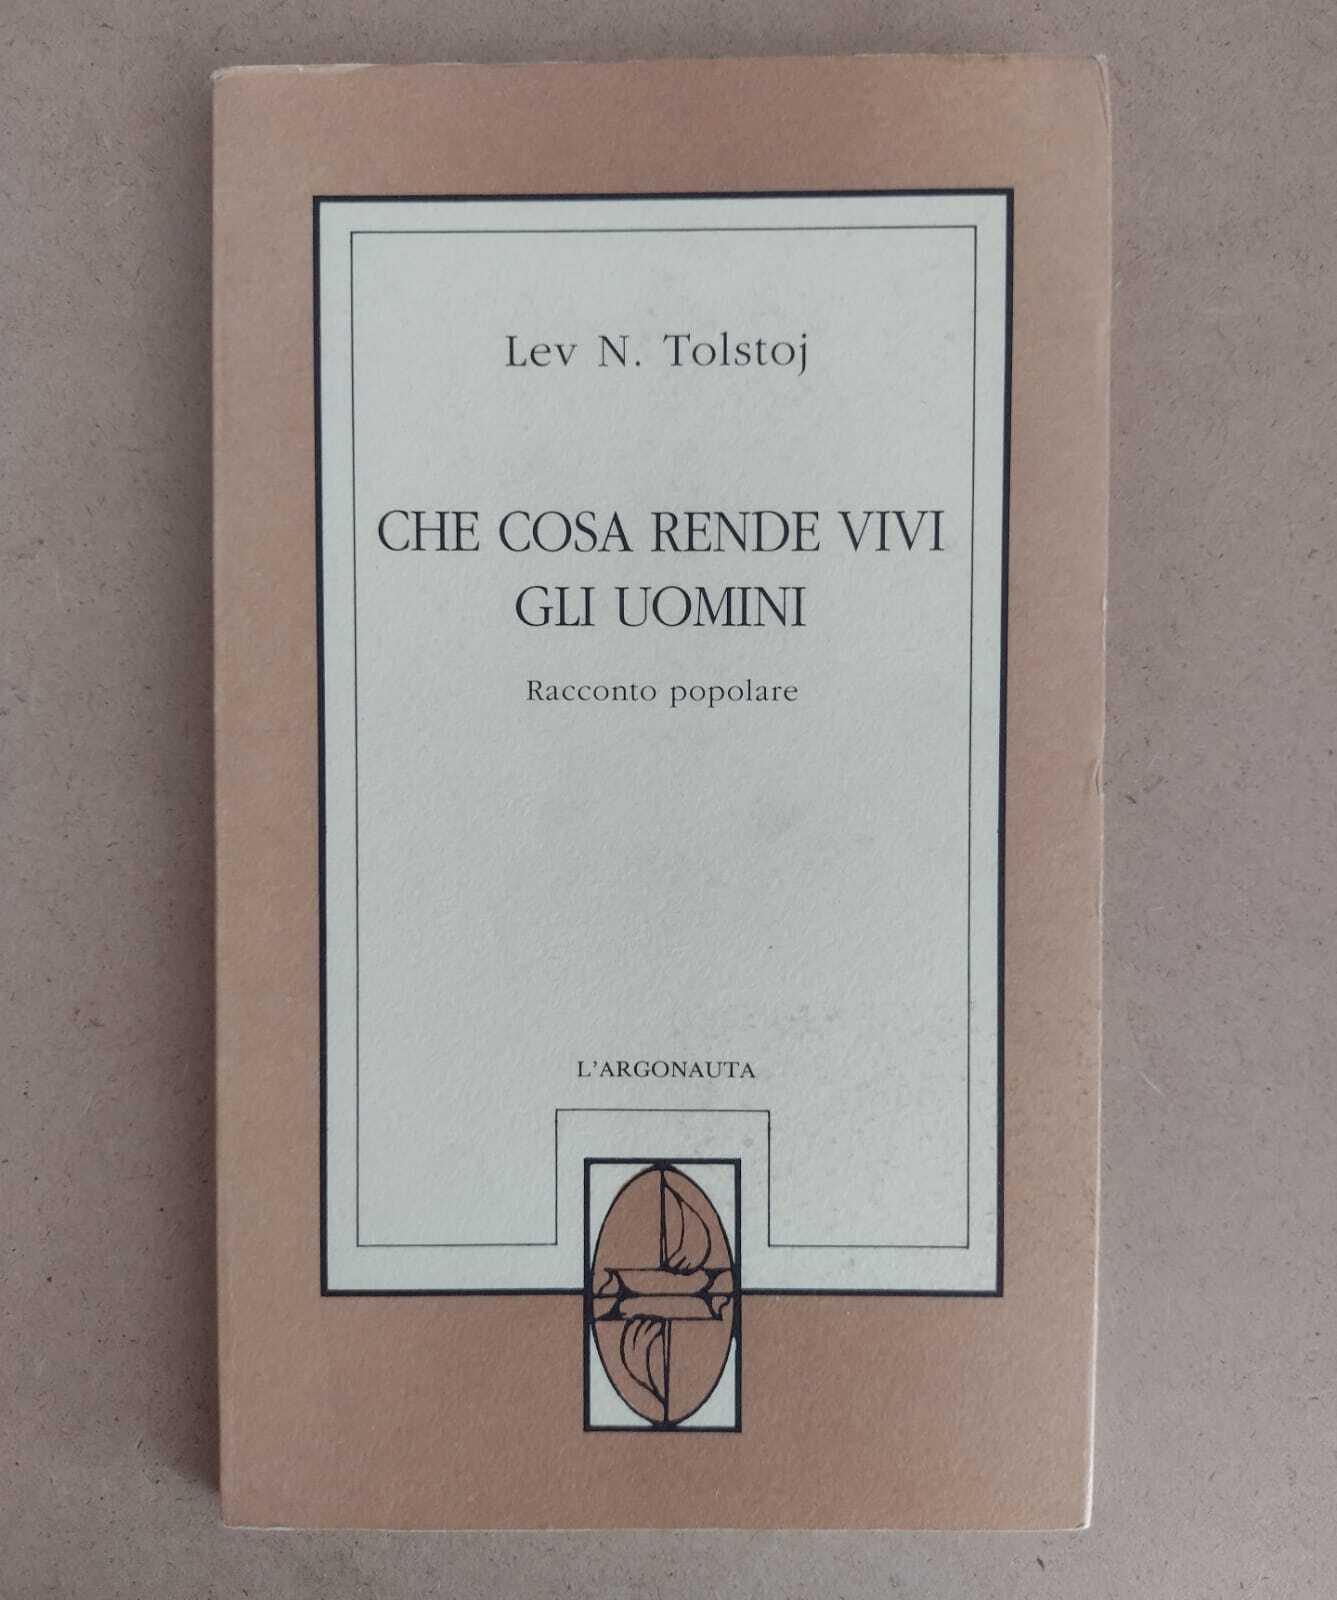 Lev N. Tolstoj
CHE COSA RENDE VIVI
GLI UOMINI
Racconto popolare
L'ARGONAUTA